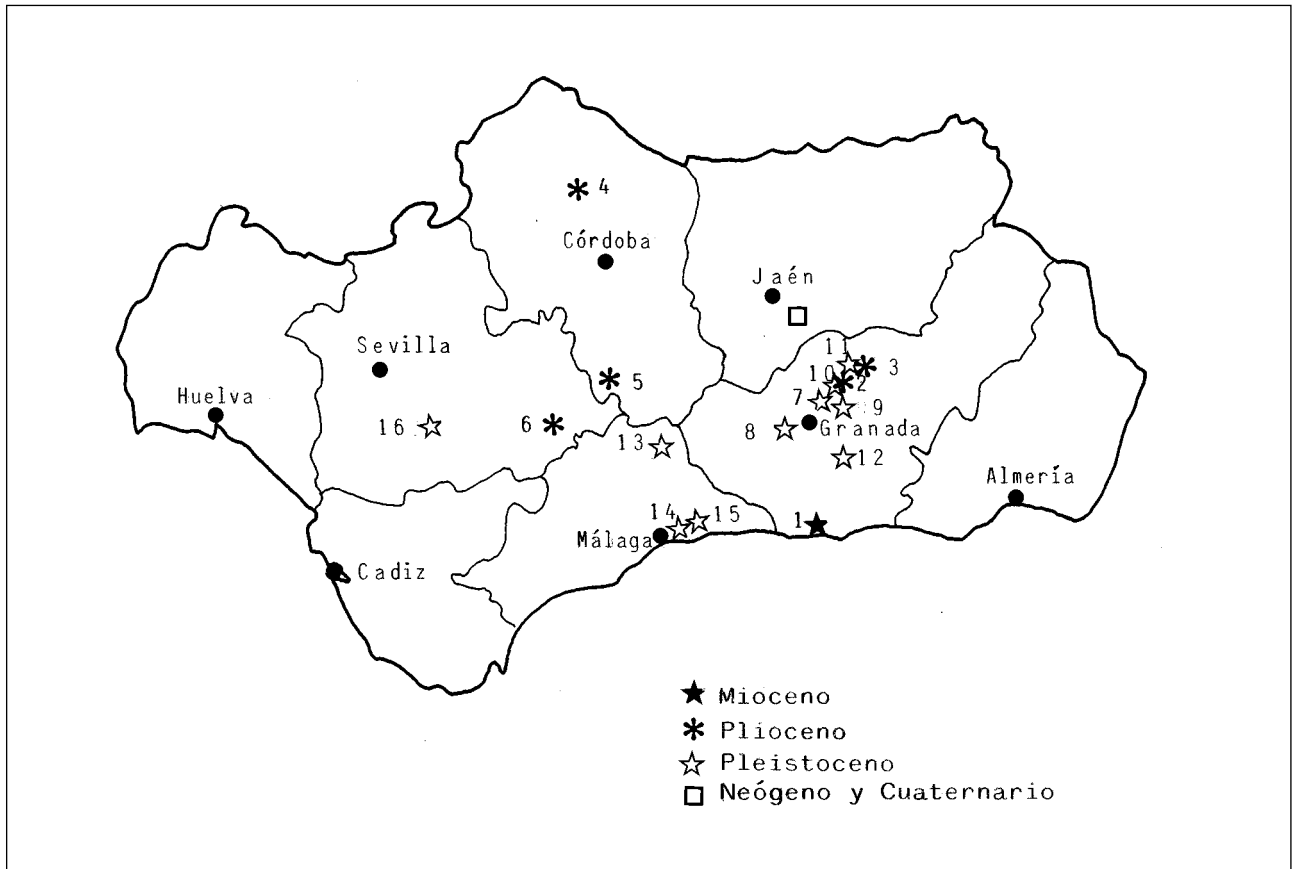 4
Córdoba
Jaén
11
3
Sevilla
10
2
5
7
9
Huelva
16
6
8
Granada
13
12
Almería
14
15
1
Málaga
Cadiz
Mioceno
Plioceno
Pleistoceno
Neógeno y Cuaternario